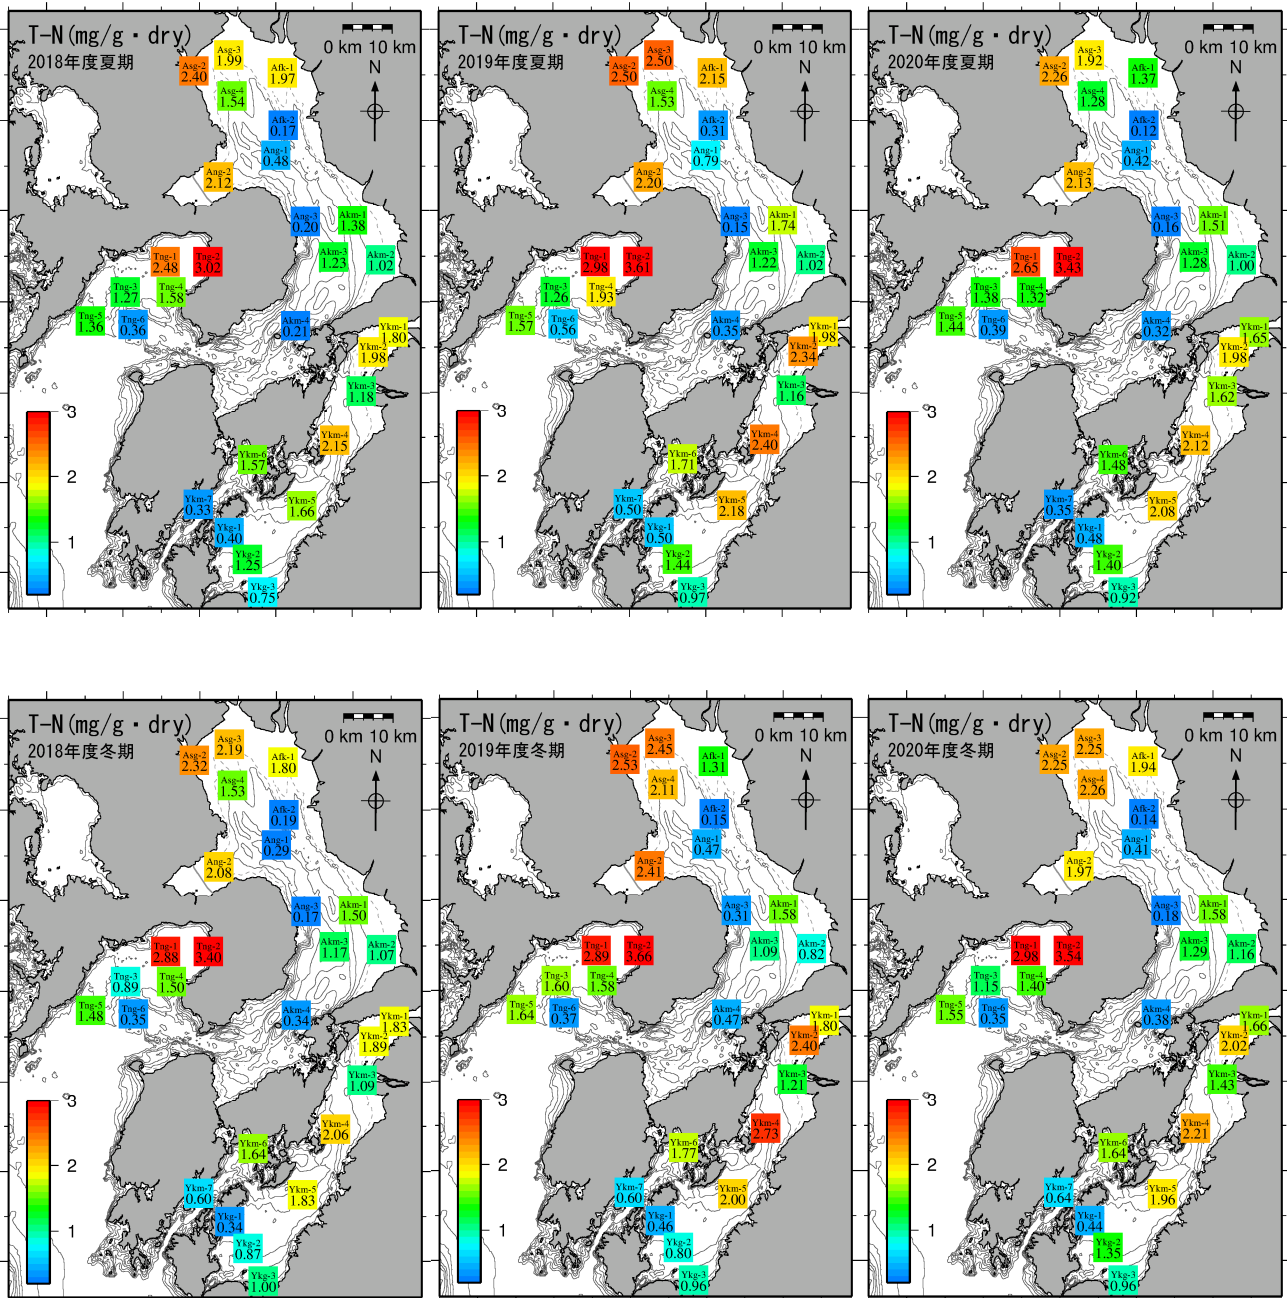 T-N(mg/g・dry)
2018年度夏期
0 km 10 km
N
Asg-3
1.99
Asg-2
2.40
Afk-1
1.97
Asg-4
1.54
Afk-2
0.17
Ang-1
0.48
Ang-2
2.12
Ang-3
0.20
Akm-1
1.38
Akm-3
1.23
Akm-2
1.02
Tng-1
2.48
Tng-2
3.02
Tng-3
1.27
Tng-4
1.58
Tng-5
1.36
Tng-6
0.36
Akm-4
0.21
Ykm-1
1.80
Ykm-2
1.98
Ykm-3
1.18
Ykm-4
2.15
Ykm-6
1.57
Ykm-7
0.33
Ykm-5
1.66
Ykg-1
0.40
Ykg-2
1.25
Ykg-3
0.75
3
2
1
T-N(mg/g・dry)
2019年度夏期
0 km 10 km
N
Asg-3
2.50
Asg-2
2.50
Afk-1
2.15
Asg-4
1.53
Afk-2
0.31
Ang-1
0.79
Ang-2
2.20
Ang-3
0.15
Akm-1
1.74
Akm-3
1.22
Akm-2
1.02
Tng-1
2.98
Tng-2
3.61
Tng-3
1.26
Tng-4
1.93
Tng-5
1.57
Tng-6
0.56
Akm-4
0.35
Ykm-1
1.98
Ykm-2
2.34
Ykm-3
1.16
Ykm-4
2.40
Ykm-6
1.71
Ykm-7
0.50
Ykm-5
2.18
Ykg-1
0.50
Ykg-2
1.44
Ykg-3
0.97
3
2
1
T-N(mg/g・dry)
2020年度夏期
0 km 10 km
N
Asg-3
1.92
Asg-2
2.26
Afk-1
1.37
Asg-4
1.28
Afk-2
0.12
Ang-1
0.42
Ang-2
2.13
Ang-3
0.16
Akm-1
1.51
Akm-3
1.28
Akm-2
1.00
Tng-1
2.65
Tng-2
3.43
Tng-3
1.38
Tng-4
1.32
Tng-5
1.44
Tng-6
0.39
Akm-4
0.32
Ykm-1
1.65
Ykm-2
1.98
Ykm-3
1.62
Ykm-4
2.12
Ykm-6
1.48
Ykm-7
0.35
Ykm-5
2.08
Ykg-1
0.48
Ykg-2
1.40
Ykg-3
0.92
3
2
1
T-N(mg/g・dry)
2018年度冬期
0 km 10 km
N
Asg-3
2.19
Asg-2
2.32
Afk-1
1.80
Asg-4
1.53
Afk-2
0.19
Ang-1
0.29
Ang-2
2.08
Ang-3
0.17
Akm-1
1.50
Akm-3
1.17
Akm-2
1.07
Tng-1
2.88
Tng-2
3.40
Tng-3
0.89
Tng-4
1.50
Tng-5
1.48
Tng-6
0.35
Akm-4
0.34
Ykm-1
1.83
Ykm-2
1.89
Ykm-3
1.09
Ykm-4
2.06
Ykm-6
1.64
Ykm-7
0.60
Ykm-5
1.83
Ykg-1
0.34
Ykg-2
0.87
Ykg-3
1.00
3
2
1
T-N(mg/g・dry)
2019年度冬期
0 km 10 km
N
Asg-3
2.45
Asg-2
2.53
Afk-1
1.31
Asg-4
2.11
Afk-2
0.15
Ang-1
0.47
Ang-2
2.41
Ang-3
0.31
Akm-1
1.58
Akm-3
1.09
Akm-2
0.82
Tng-1
2.89
Tng-2
3.66
Tng-3
1.60
Tng-4
1.58
Tng-5
1.64
Tng-6
0.37
Akm-4
0.47
Ykm-1
1.80
Ykm-2
2.40
Ykm-3
1.21
Ykm-4
2.73
Ykm-6
1.77
Ykm-7
0.60
Ykm-5
2.00
Ykg-1
0.46
Ykg-2
0.80
Ykg-3
0.96
3
2
1
T-N(mg/g・dry)
2020年度冬期
0 km 10 km
N
Asg-3
2.25
Asg-2
2.25
Afk-1
1.94
Asg-4
2.26
Afk-2
0.14
Ang-1
0.41
Ang-2
1.97
Ang-3
0.18
Akm-1
1.58
Akm-3
1.29
Akm-2
1.16
Tng-1
2.98
Tng-2
3.54
Tng-3
1.15
Tng-4
1.40
Tng-5
1.55
Tng-6
0.35
Akm-4
0.38
Ykm-1
1.66
Ykm-2
2.02
Ykm-3
1.43
Ykm-4
2.21
Ykm-6
1.64
Ykm-7
0.64
Ykm-5
1.96
Ykg-1
0.44
Ykg-2
1.35
Ykg-3
0.96
3
2
1